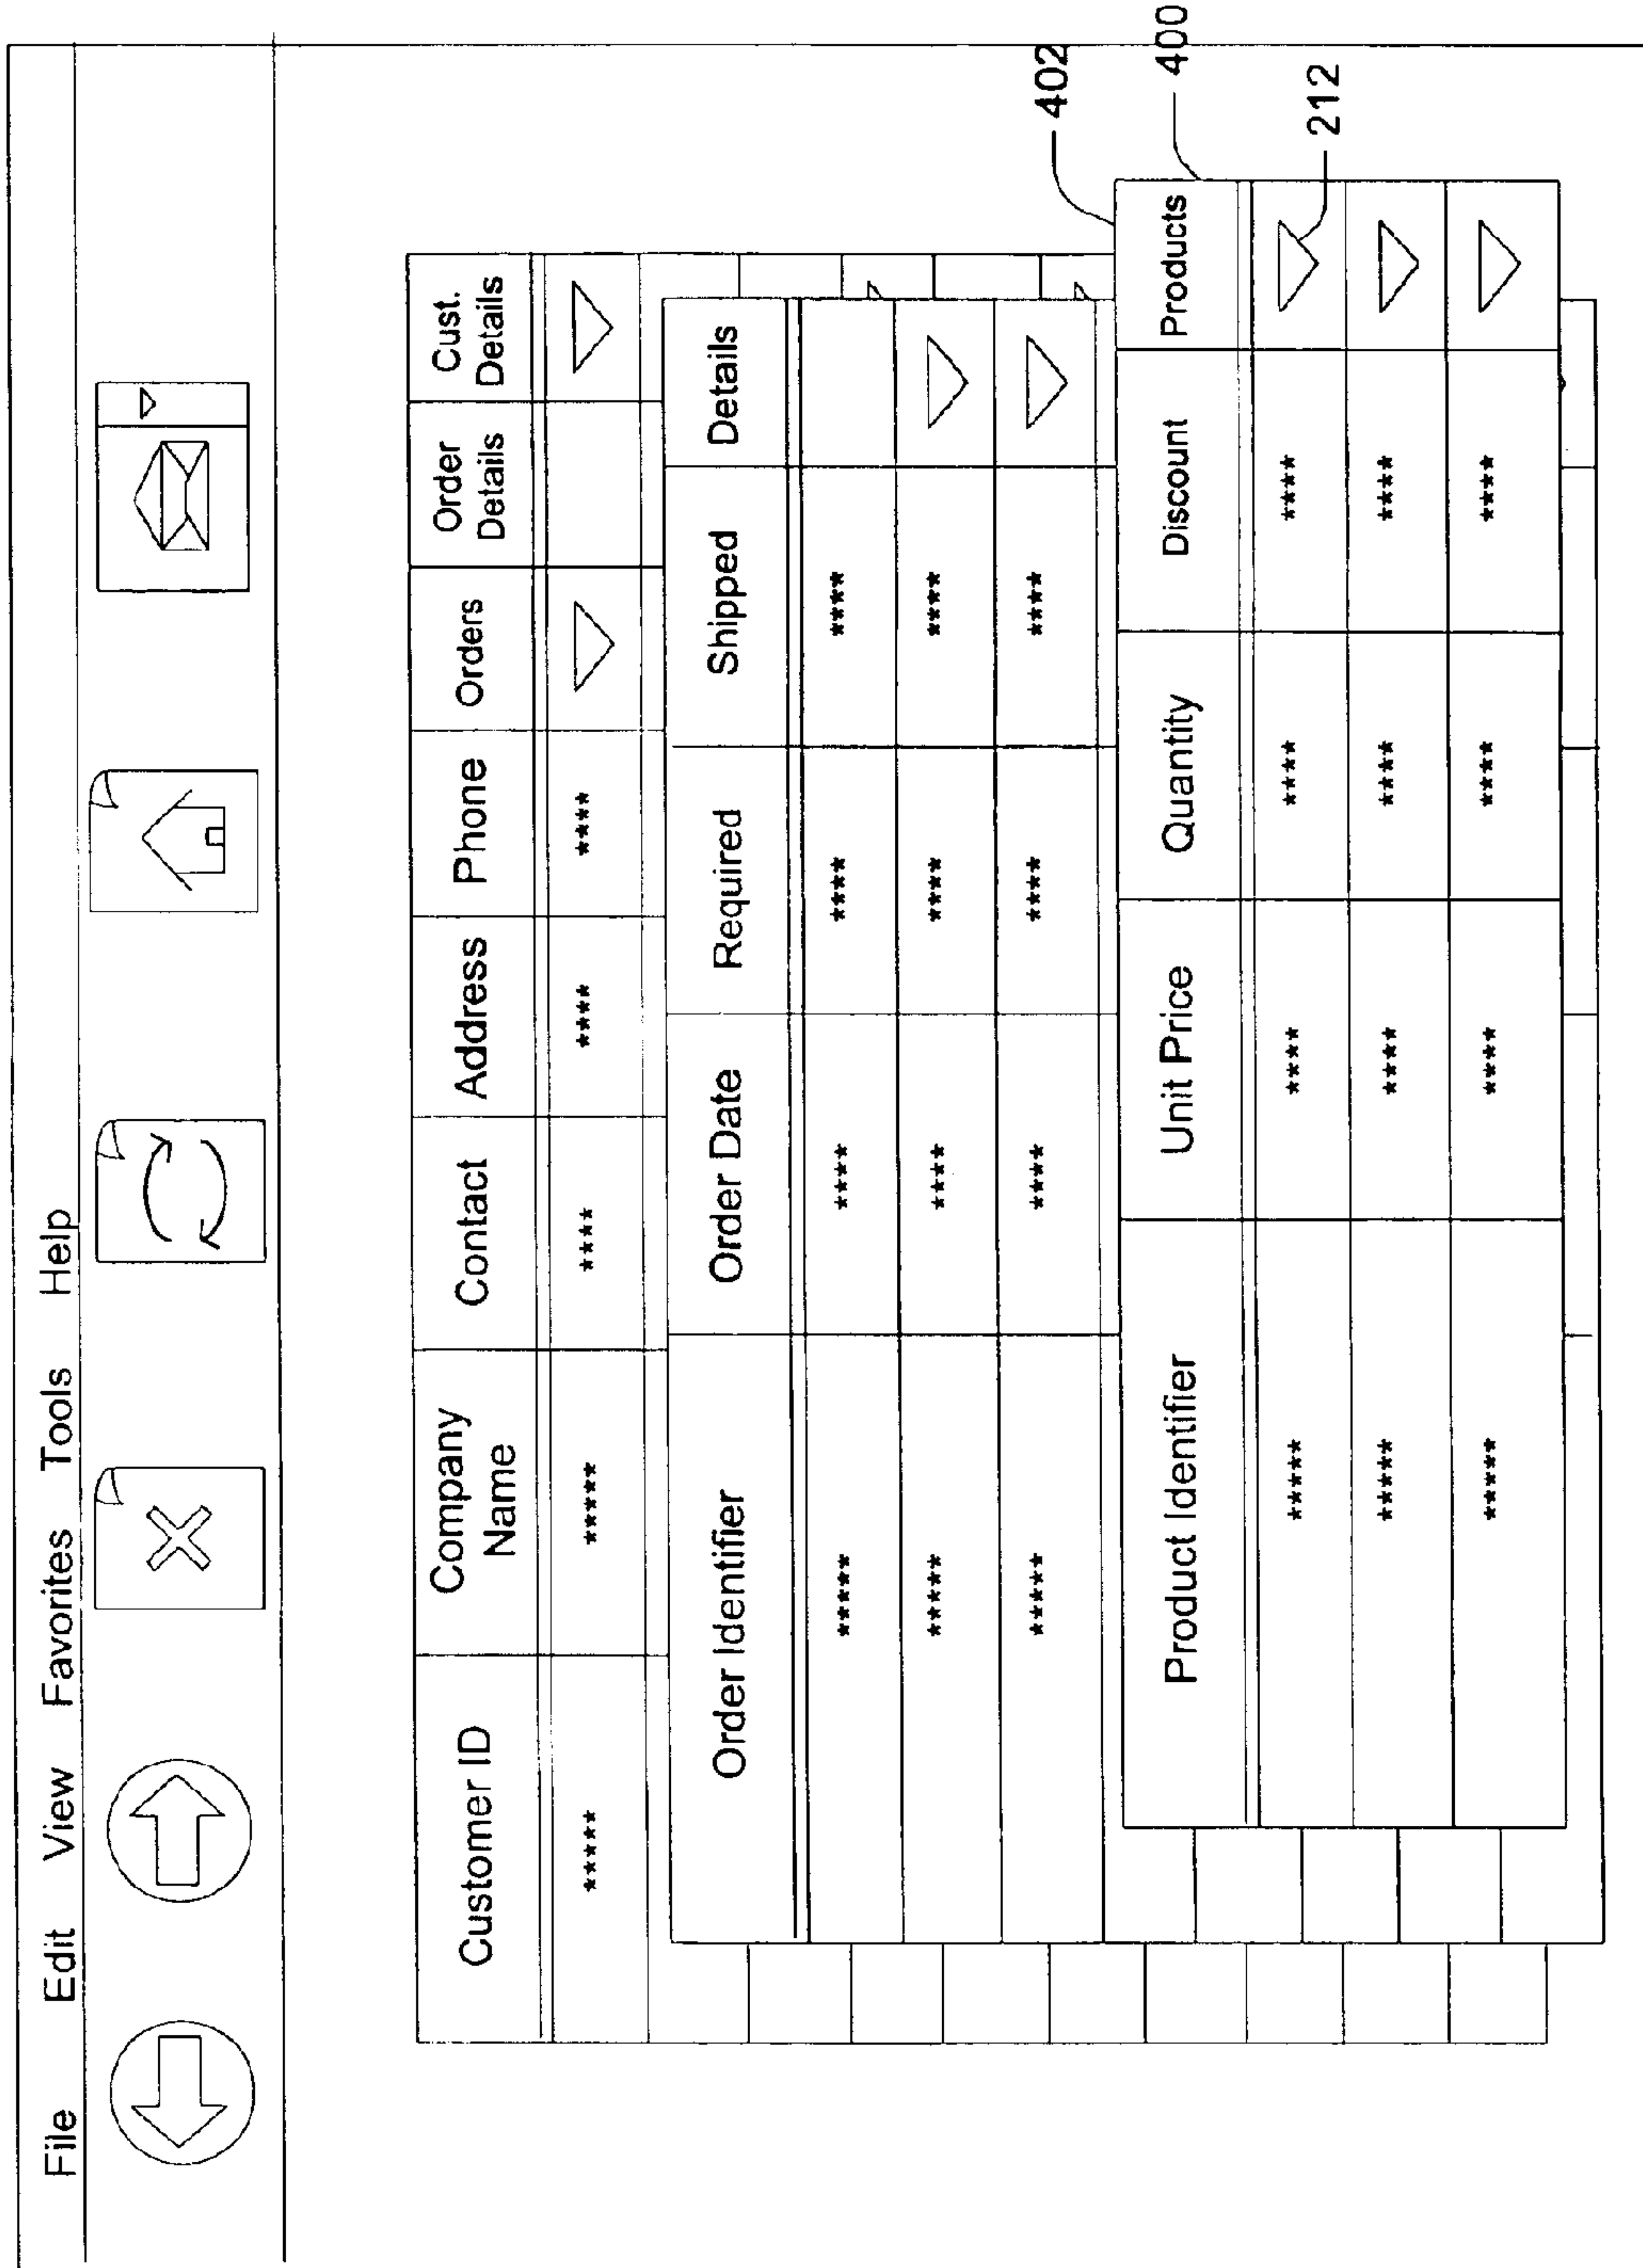 File Edit View Favorites Tools Help
Customer ID Company Name Contact Address Phone Orders Order Details Cust. Details
***** ***** **** **** ****
Order Identifier Order Date Required Shipped Details
***** **** **** ****
***** **** **** ****
***** **** **** ****
402
Product Identifier Unit Price Quantity Discount Products
400
***** **** **** ****
212
***** **** **** ****
***** **** **** ****